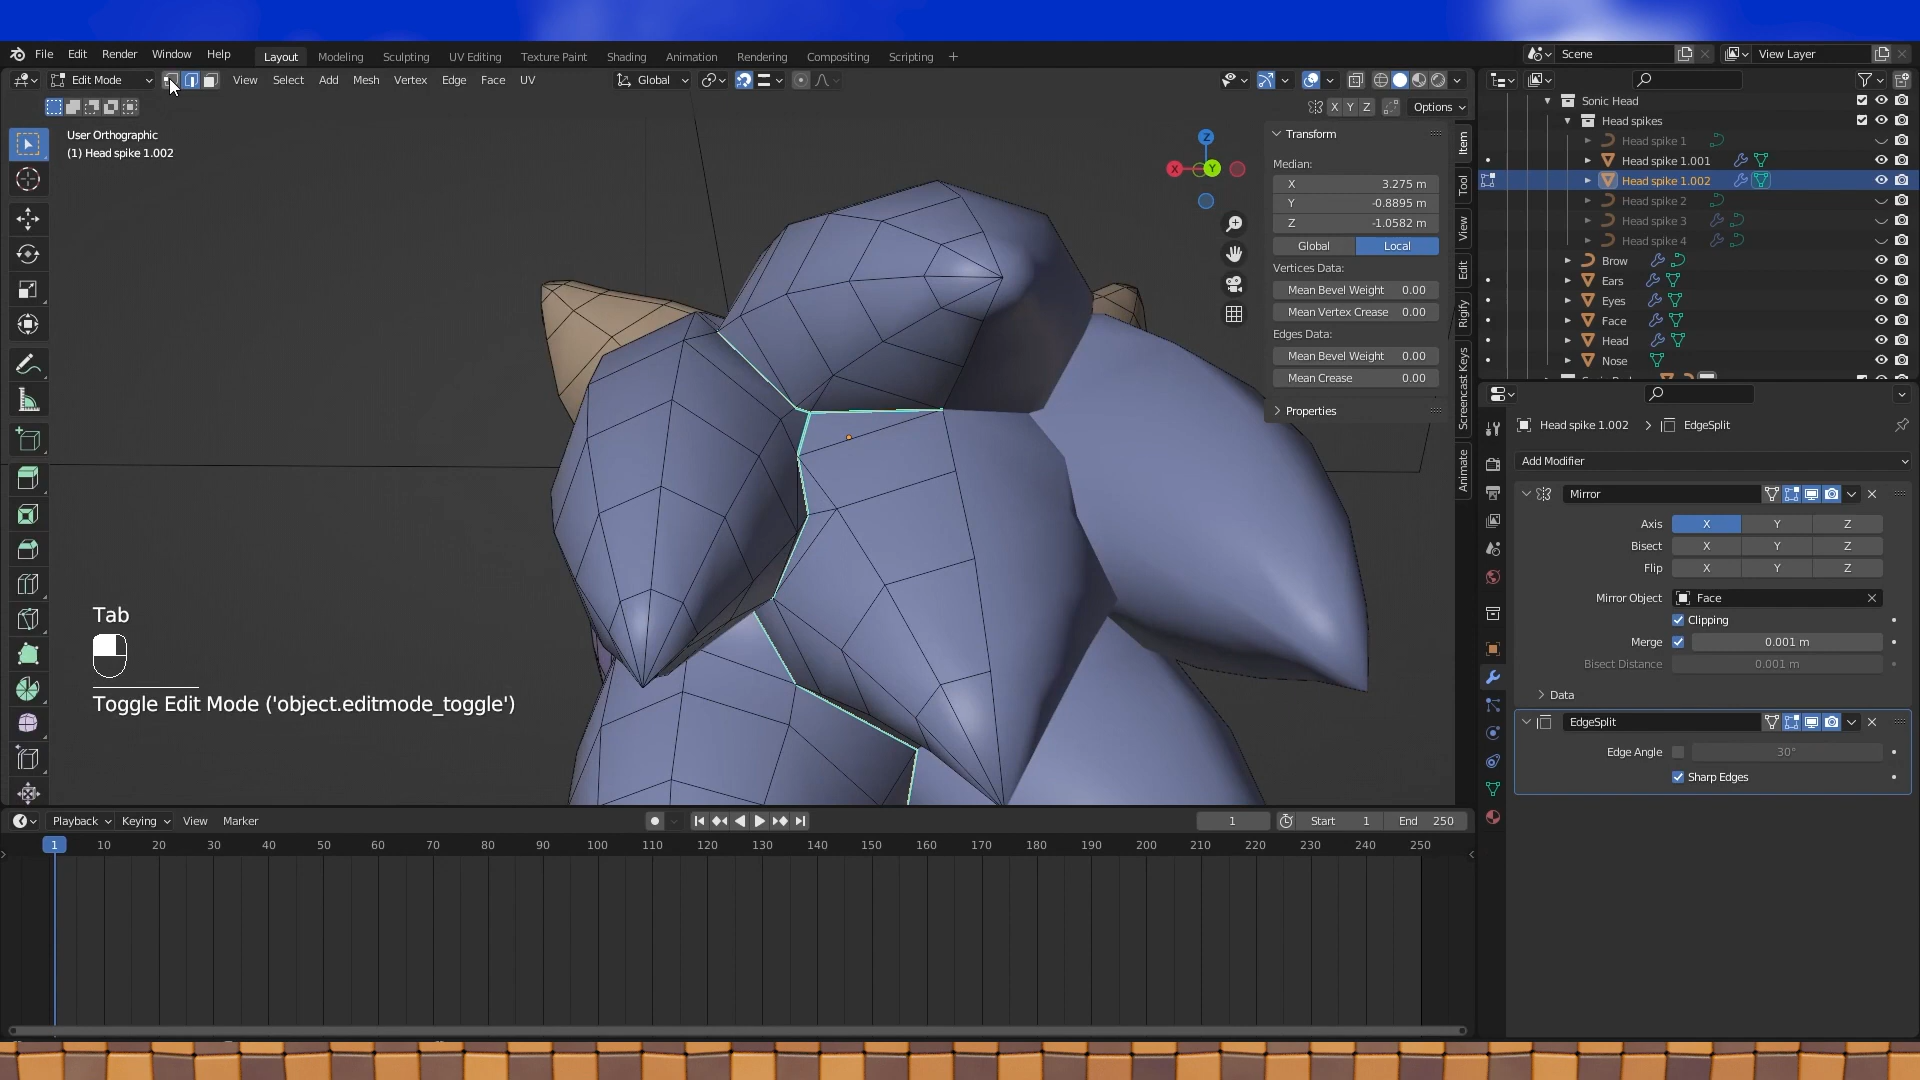 File Edit Render Window Help Layout Modeling Sculpting UV Editing Texture Paint Shading Animation Rendering Compositing Scripting + Scene View Layer
Edit Mode View Select Add Mesh Vertex Edge Face UV Global
X Y Z Options
User Orthographic
(1) Head spike 1.002
Z
X
Y
Transform
Median:
X 3.275 m
Y -0.8895 m
Z -1.0582 m
Global Local
Vertices Data:
Mean Bevel Weight 0.00
Mean Vertex Crease 0.00
Edges Data:
Mean Bevel Weight 0.00
Mean Crease 0.00
Properties
Item
Tool
View
Edit
Rigify
Screencast Keys
Animate
Tab
Toggle Edit Mode ('object.editmode_toggle')
Sonic Head
Head spikes
Head spike 1
Head spike 1.001
Head spike 1.002
Head spike 2
Head spike 3
Head spike 4
Brow
Ears
Eyes
Face
Head
Nose
Head spike 1.002 > EdgeSplit
Add Modifier
Mirror
Axis X Y Z
Bisect X Y Z
Flip X Y Z
Mirror Object Face
Clipping
Merge 0.001 m
Bisect Distance 0.001 m
Data
EdgeSplit
Edge Angle 30°
Sharp Edges
Playback Keying View Marker 1 Start 1 End 250
1 10 20 30 40 50 60 70 80 90 100 110 120 130 140 150 160 170 180 190 200 210 220 230 240 250